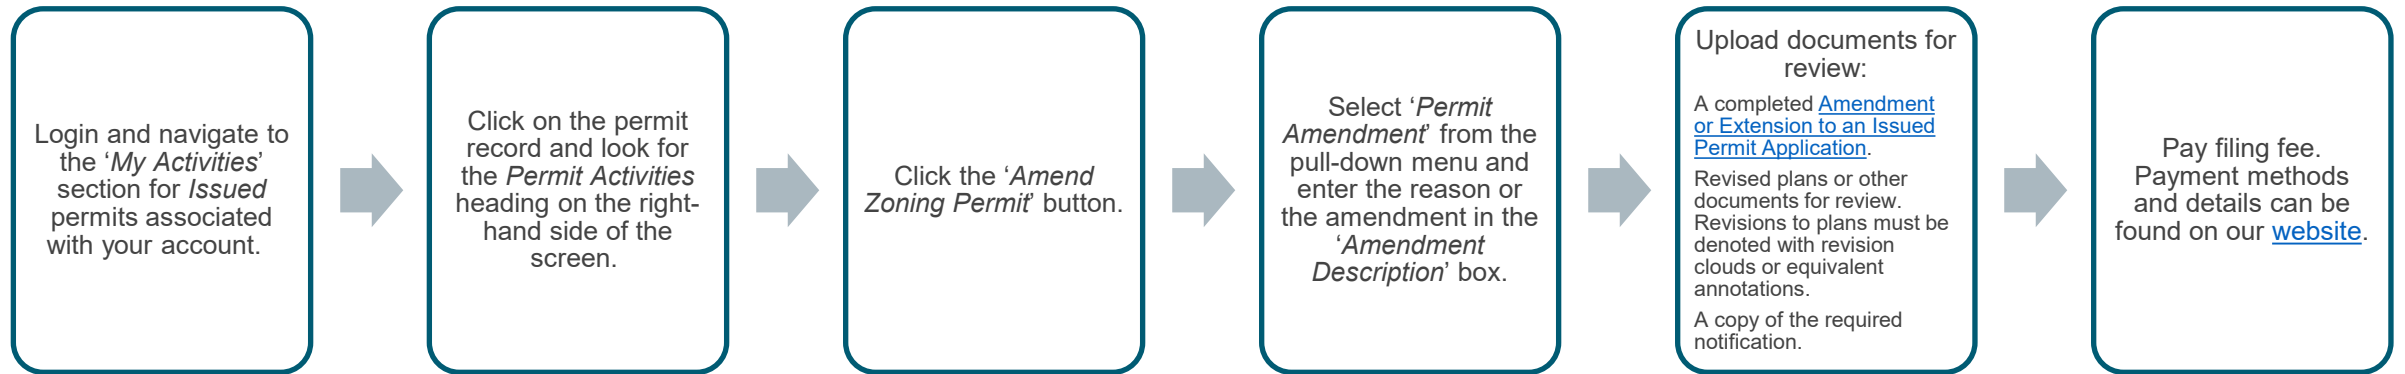 Login and navigate to
the ‘My Activities’
section for Issued
permits associated
with your account.
Click on the permit
record and look for
the Permit Activities
heading on the right-
hand side of the
screen.
Click the ‘Amend
Zoning Permit’ button.
Select ‘Permit
Amendment’ from the
pull-down menu and
enter the reason or
the amendment in the
‘Amendment
Description’ box.
Upload documents for
review:
A completed Amendment
or Extension to an Issued
Permit Application.
Revised plans or other
documents for review.
Revisions to plans must be
denoted with revision
clouds or equivalent
annotations.
A copy of the required
notification.
Pay filing fee.
Payment methods
and details can be
found on our website.